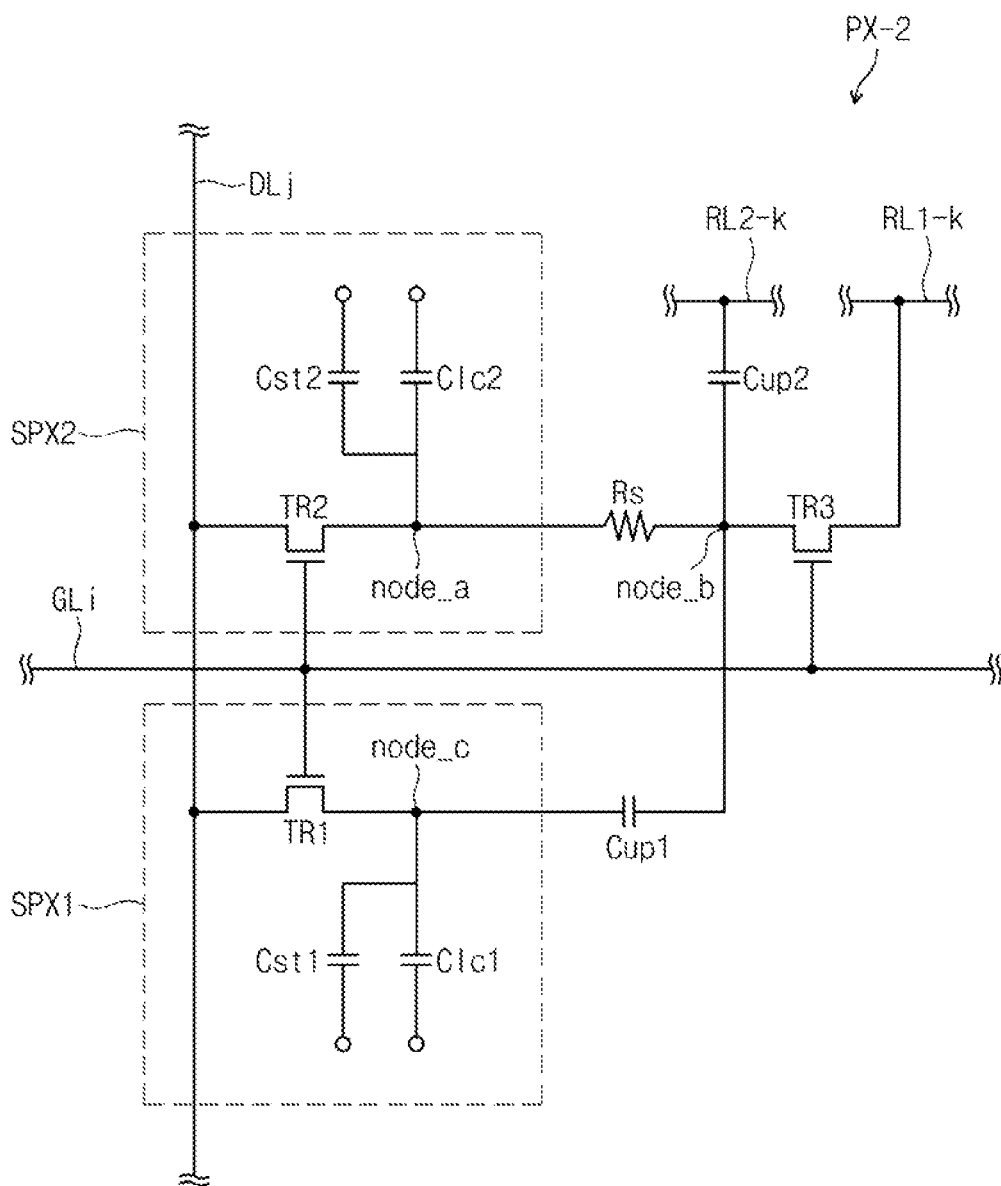 PX-2
DLj
RL2-k
RL1-k
Cst2
Clc2
Cup2
SPX2
TR2
Rs
TR3
node_a
node_b
GLi
node_c
TR1
Cup1
SPX1
Cst1
Clc1